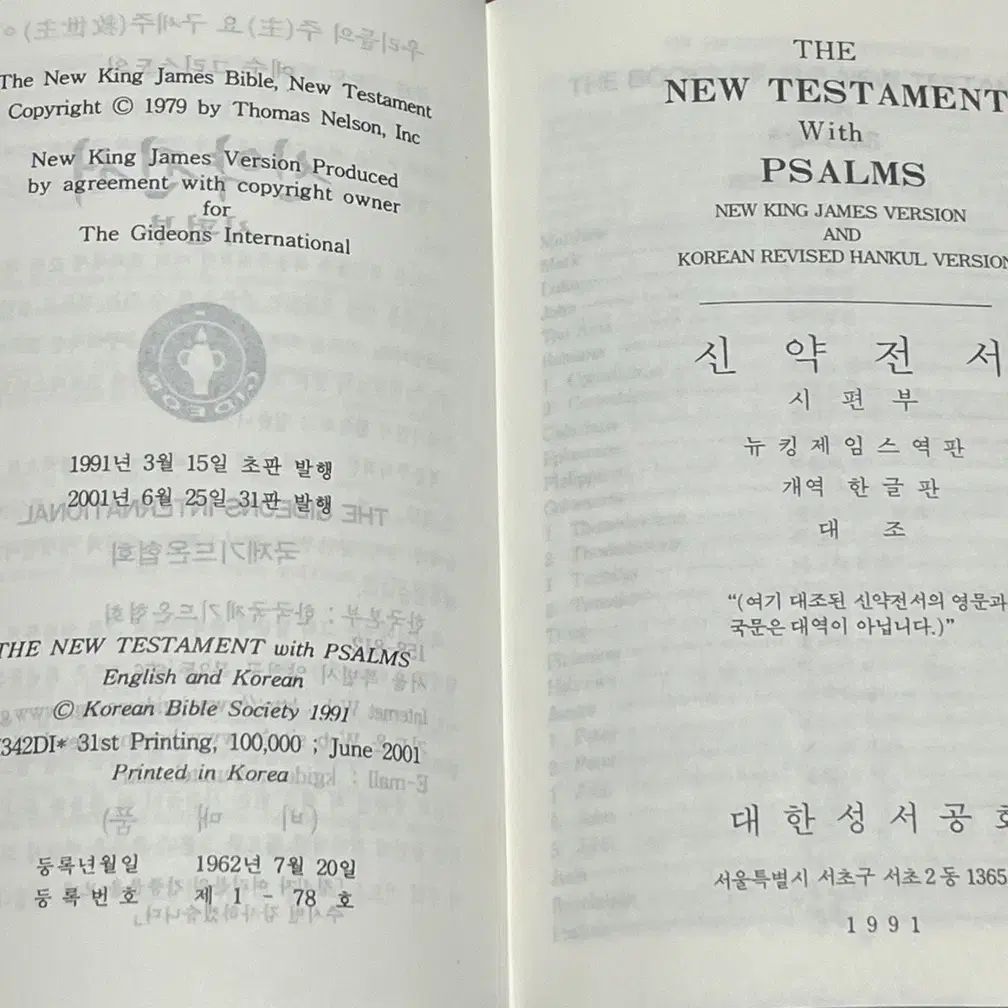 The New King James Bible, New Testament
Copyright © 1979 by Thomas Nelson, Inc
New King James Version Produced
by agreement with copyright owner
for
The Gideons International
GIDEONS
1991년 3월 15일 초판 발행
2001년 6월 25일 31판 발행
THE NEW TESTAMENT with PSALMS
English and Korean
© Korean Bible Society 1991
342DI* 31st Printing, 100,000 ; June 2001
Printed in Korea
등록년월일 1962년 7월 20일
등록번호 제 1 - 78 호
THE
NEW TESTAMENT
With
PSALMS
NEW KING JAMES VERSION
AND
KOREAN REVISED HANKUL VERSION
신약전서
시편부
뉴킹제임스역판
개역 한글판
대조
“(여기 대조된 신약전서의 영문과
국문은 대역이 아닙니다.)”
대한성서공회
서울특별시 서초구 서초2동 1365
1991